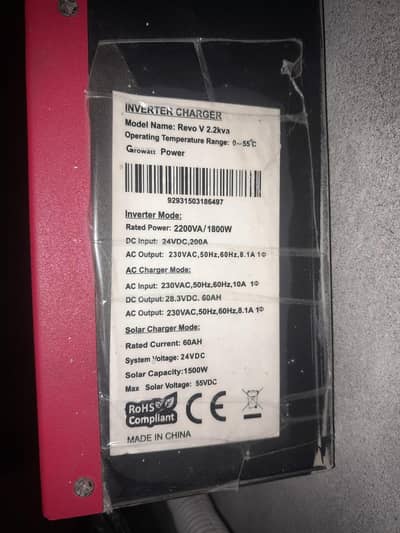 INVERTER CHARGER
Model Name: Revo V 2.2kva
Operating Temperature Range: 0~55°C
Growatt Power
92931503186497
Inverter Mode:
Rated Power: 2200VA/1800W
DC Input: 24VDC,200A
AC Output: 230VAC,50Hz,60Hz,8.1A 1Φ
AC Charger Mode:
AC Input: 230VAC,50Hz,60Hz,10A 1Φ
DC Output: 28.3VDC. 60AH
AC Output: 230VAC,50Hz,60Hz,8.1A 1Φ
Solar Charger Mode:
Rated Current: 60AH
System Voltage: 24VDC
Solar Capacity:1500W
Max Solar Voltage: 55VDC
RoHS
Compliant
CE
MADE IN CHINA